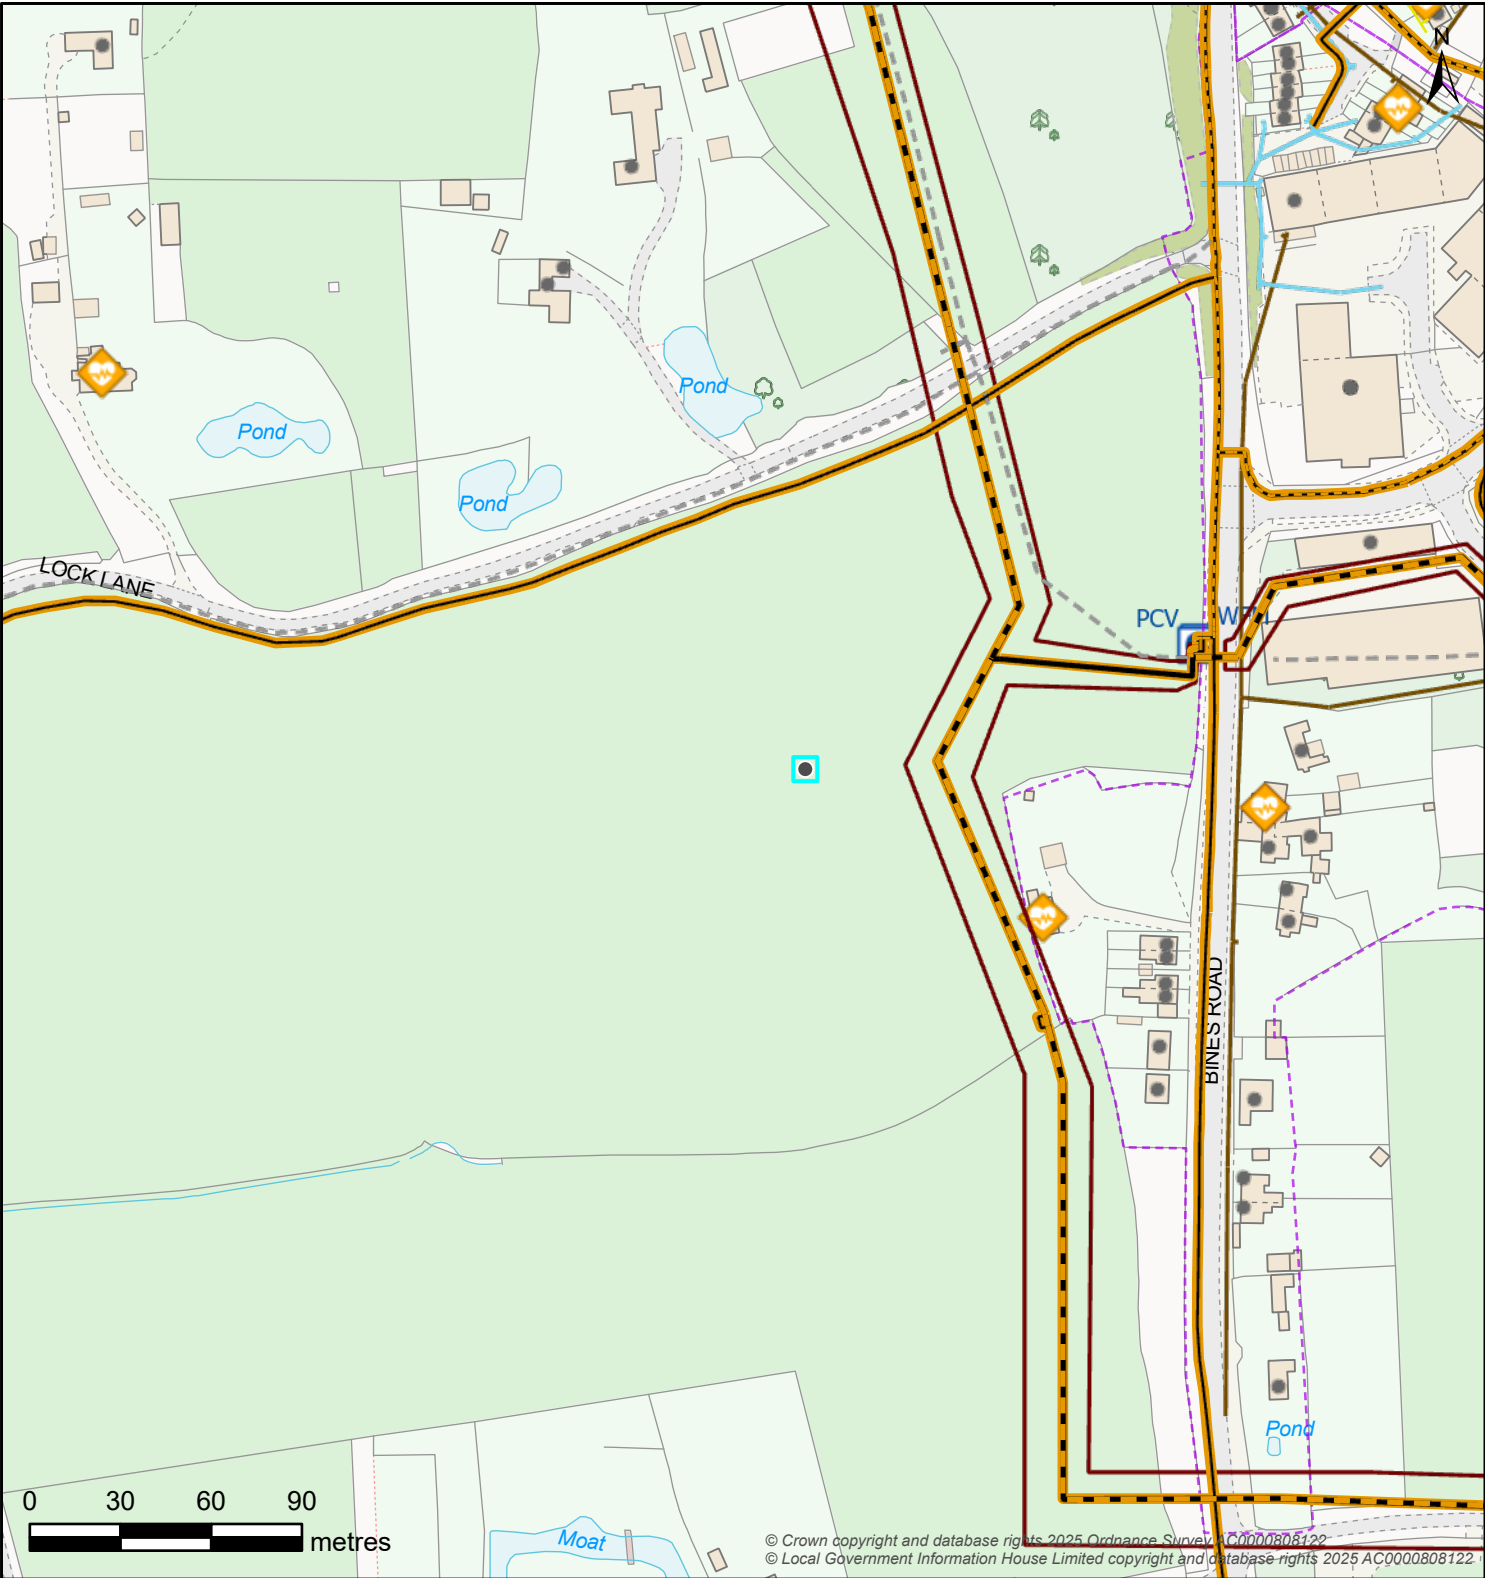 N
Pond
Pond
Pond
LOCK LANE
PCV
BINES ROAD
Pond
0 30 60 90
metres
Moat
© Crown copyright and database rights 2025 Ordnance Survey AC0000808122
© Local Government Information House Limited copyright and database rights 2025 AC0000808122